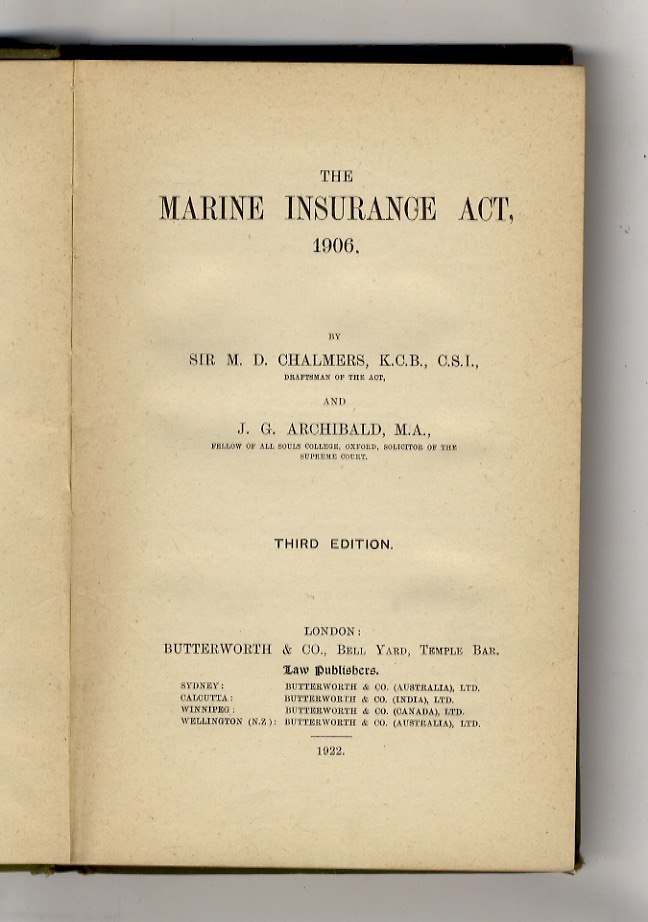 THE
MARINE INSURANCE ACT,
1906.
BY
SIR M. D. CHALMERS, K.C.B., C.S.I.,
DRAFTSMAN OF THE ACT,
AND
J. G. ARCHIBALD, M.A.,
FELLOW OF ALL SOULS COLLEGE, OXFORD, SOLICITOR OF THE
SUPREME COURT.
THIRD EDITION.
LONDON:
BUTTERWORTH & CO., BELL YARD, TEMPLE BAR.
Law Publishers.
SYDNEY: BUTTERWORTH & CO. (AUSTRALIA), LTD.
CALCUTTA: BUTTERWORTH & CO. (INDIA), LTD.
WINNIPEG: BUTTERWORTH & CO. (CANADA), LTD.
WELLINGTON (N.Z): BUTTERWORTH & CO. (AUSTRALIA), LTD.
1922.